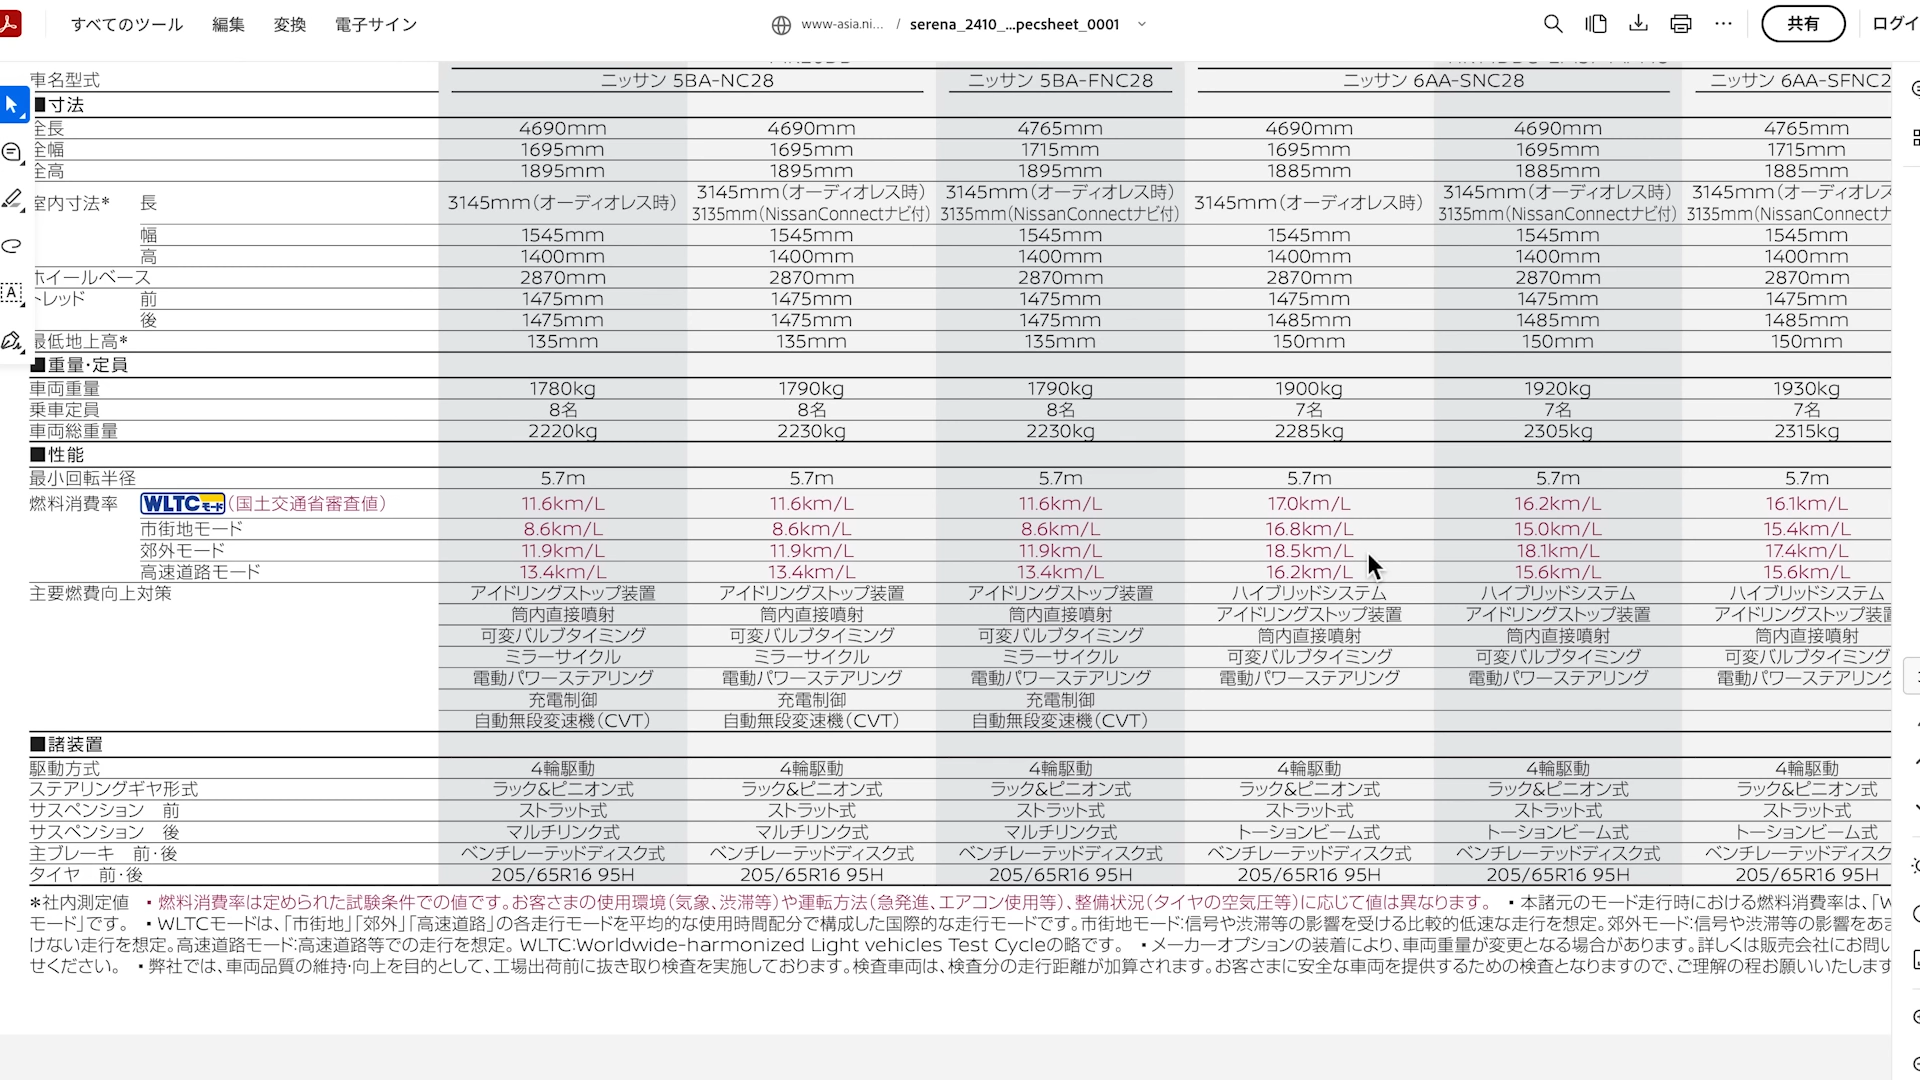 すべてのツール 編集 変換 電子サイン www-asia.ni... / serena_2410_...pecsheet_0001 共有 ログイ
車名型式 ニッサン 5BA-NC28 ニッサン 5BA-FNC28 ニッサン 6AA-SNC28 ニッサン 6AA-SFNC2
■寸法
全長 4690mm 4690mm 4765mm 4690mm 4690mm 4765mm
全幅 1695mm 1695mm 1715mm 1695mm 1695mm 1715mm
全高 1895mm 1895mm 1895mm 1885mm 1885mm 1885mm
室内寸法* 長 3145mm(オーディオレス時) 3145mm(オーディオレス時) 3145mm(オーディオレス時) 3145mm(オーディオレス時) 3145mm(オーディオレス時) 3145mm(オーディオレス
3135mm(NissanConnectナビ付) 3135mm(NissanConnectナビ付) 3135mm(NissanConnectナビ付) 3135mm(NissanConnectナ
幅 1545mm 1545mm 1545mm 1545mm 1545mm 1545mm
高 1400mm 1400mm 1400mm 1400mm 1400mm 1400mm
ホイールベース 2870mm 2870mm 2870mm 2870mm 2870mm 2870mm
トレッド 前 1475mm 1475mm 1475mm 1475mm 1475mm 1475mm
後 1475mm 1475mm 1475mm 1485mm 1485mm 1485mm
最低地上高* 135mm 135mm 135mm 150mm 150mm 150mm
■重量・定員
車両重量 1780kg 1790kg 1790kg 1900kg 1920kg 1930kg
乗車定員 8名 8名 8名 7名 7名 7名
車両総重量 2220kg 2230kg 2230kg 2285kg 2305kg 2315kg
■性能
最小回転半径 5.7m 5.7m 5.7m 5.7m 5.7m 5.7m
燃料消費率 WLTCモード(国土交通省審査値) 11.6km/L 11.6km/L 11.6km/L 17.0km/L 16.2km/L 16.1km/L
市街地モード 8.6km/L 8.6km/L 8.6km/L 16.8km/L 15.0km/L 15.4km/L
郊外モード 11.9km/L 11.9km/L 11.9km/L 18.5km/L 18.1km/L 17.4km/L
高速道路モード 13.4km/L 13.4km/L 13.4km/L 16.2km/L 15.6km/L 15.6km/L
主要燃費向上対策 アイドリングストップ装置 アイドリングストップ装置 アイドリングストップ装置 ハイブリッドシステム ハイブリッドシステム ハイブリッドシステム
筒内直接噴射 筒内直接噴射 筒内直接噴射 アイドリングストップ装置 アイドリングストップ装置 アイドリングストップ装置
可変バルブタイミング 可変バルブタイミング 可変バルブタイミング 筒内直接噴射 筒内直接噴射 筒内直接噴射
ミラーサイクル ミラーサイクル ミラーサイクル 可変バルブタイミング 可変バルブタイミング 可変バルブタイミング
電動パワーステアリング 電動パワーステアリング 電動パワーステアリング 電動パワーステアリング 電動パワーステアリング 電動パワーステアリング
充電制御 充電制御 充電制御
自動無段変速機(CVT) 自動無段変速機(CVT) 自動無段変速機(CVT)
■諸装置
駆動方式 4輪駆動 4輪駆動 4輪駆動 4輪駆動 4輪駆動 4輪駆動
ステアリングギヤ形式 ラック&ピニオン式 ラック&ピニオン式 ラック&ピニオン式 ラック&ピニオン式 ラック&ピニオン式 ラック&ピニオン式
サスペンション 前 ストラット式 ストラット式 ストラット式 ストラット式 ストラット式 ストラット式
サスペンション 後 マルチリンク式 マルチリンク式 マルチリンク式 トーションビーム式 トーションビーム式 トーションビーム式
主ブレーキ 前・後 ベンチレーテッドディスク式 ベンチレーテッドディスク式 ベンチレーテッドディスク式 ベンチレーテッドディスク式 ベンチレーテッドディスク式 ベンチレーテッドディスク
タイヤ 前・後 205/65R16 95H 205/65R16 95H 205/65R16 95H 205/65R16 95H 205/65R16 95H 205/65R16 95H
*社内測定値 ・燃料消費率は定められた試験条件での値です。お客さまの使用環境(気象、渋滞等)や運転方法(急発進、エアコン使用等)、整備状況(タイヤの空気圧等)に応じて値は異なります。 ・本諸元のモード走行時における燃料消費率は、「W
モード」です。 ・WLTCモードは、「市街地」「郊外」「高速道路」の各走行モードを平均的な使用時間配分で構成した国際的な走行モードです。市街地モード:信号や渋滞等の影響を受ける比較的低速な走行を想定。郊外モード:信号や渋滞等の影響をあま
けない走行を想定。高速道路モード:高速道路等での走行を想定。 WLTC:Worldwide-harmonized Light vehicles Test Cycleの略です。 ・メーカーオプションの装着により、車両重量が変更となる場合があります。詳しくは販売会社にお問い
せください。 ・弊社では、車両品質の維持・向上を目的として、工場出荷前に抜き取り検査を実施しております。検査車両は、検査分の走行距離が加算されます。お客さまに安全な車両を提供するための検査となりますので、ご理解の程お願いいたします